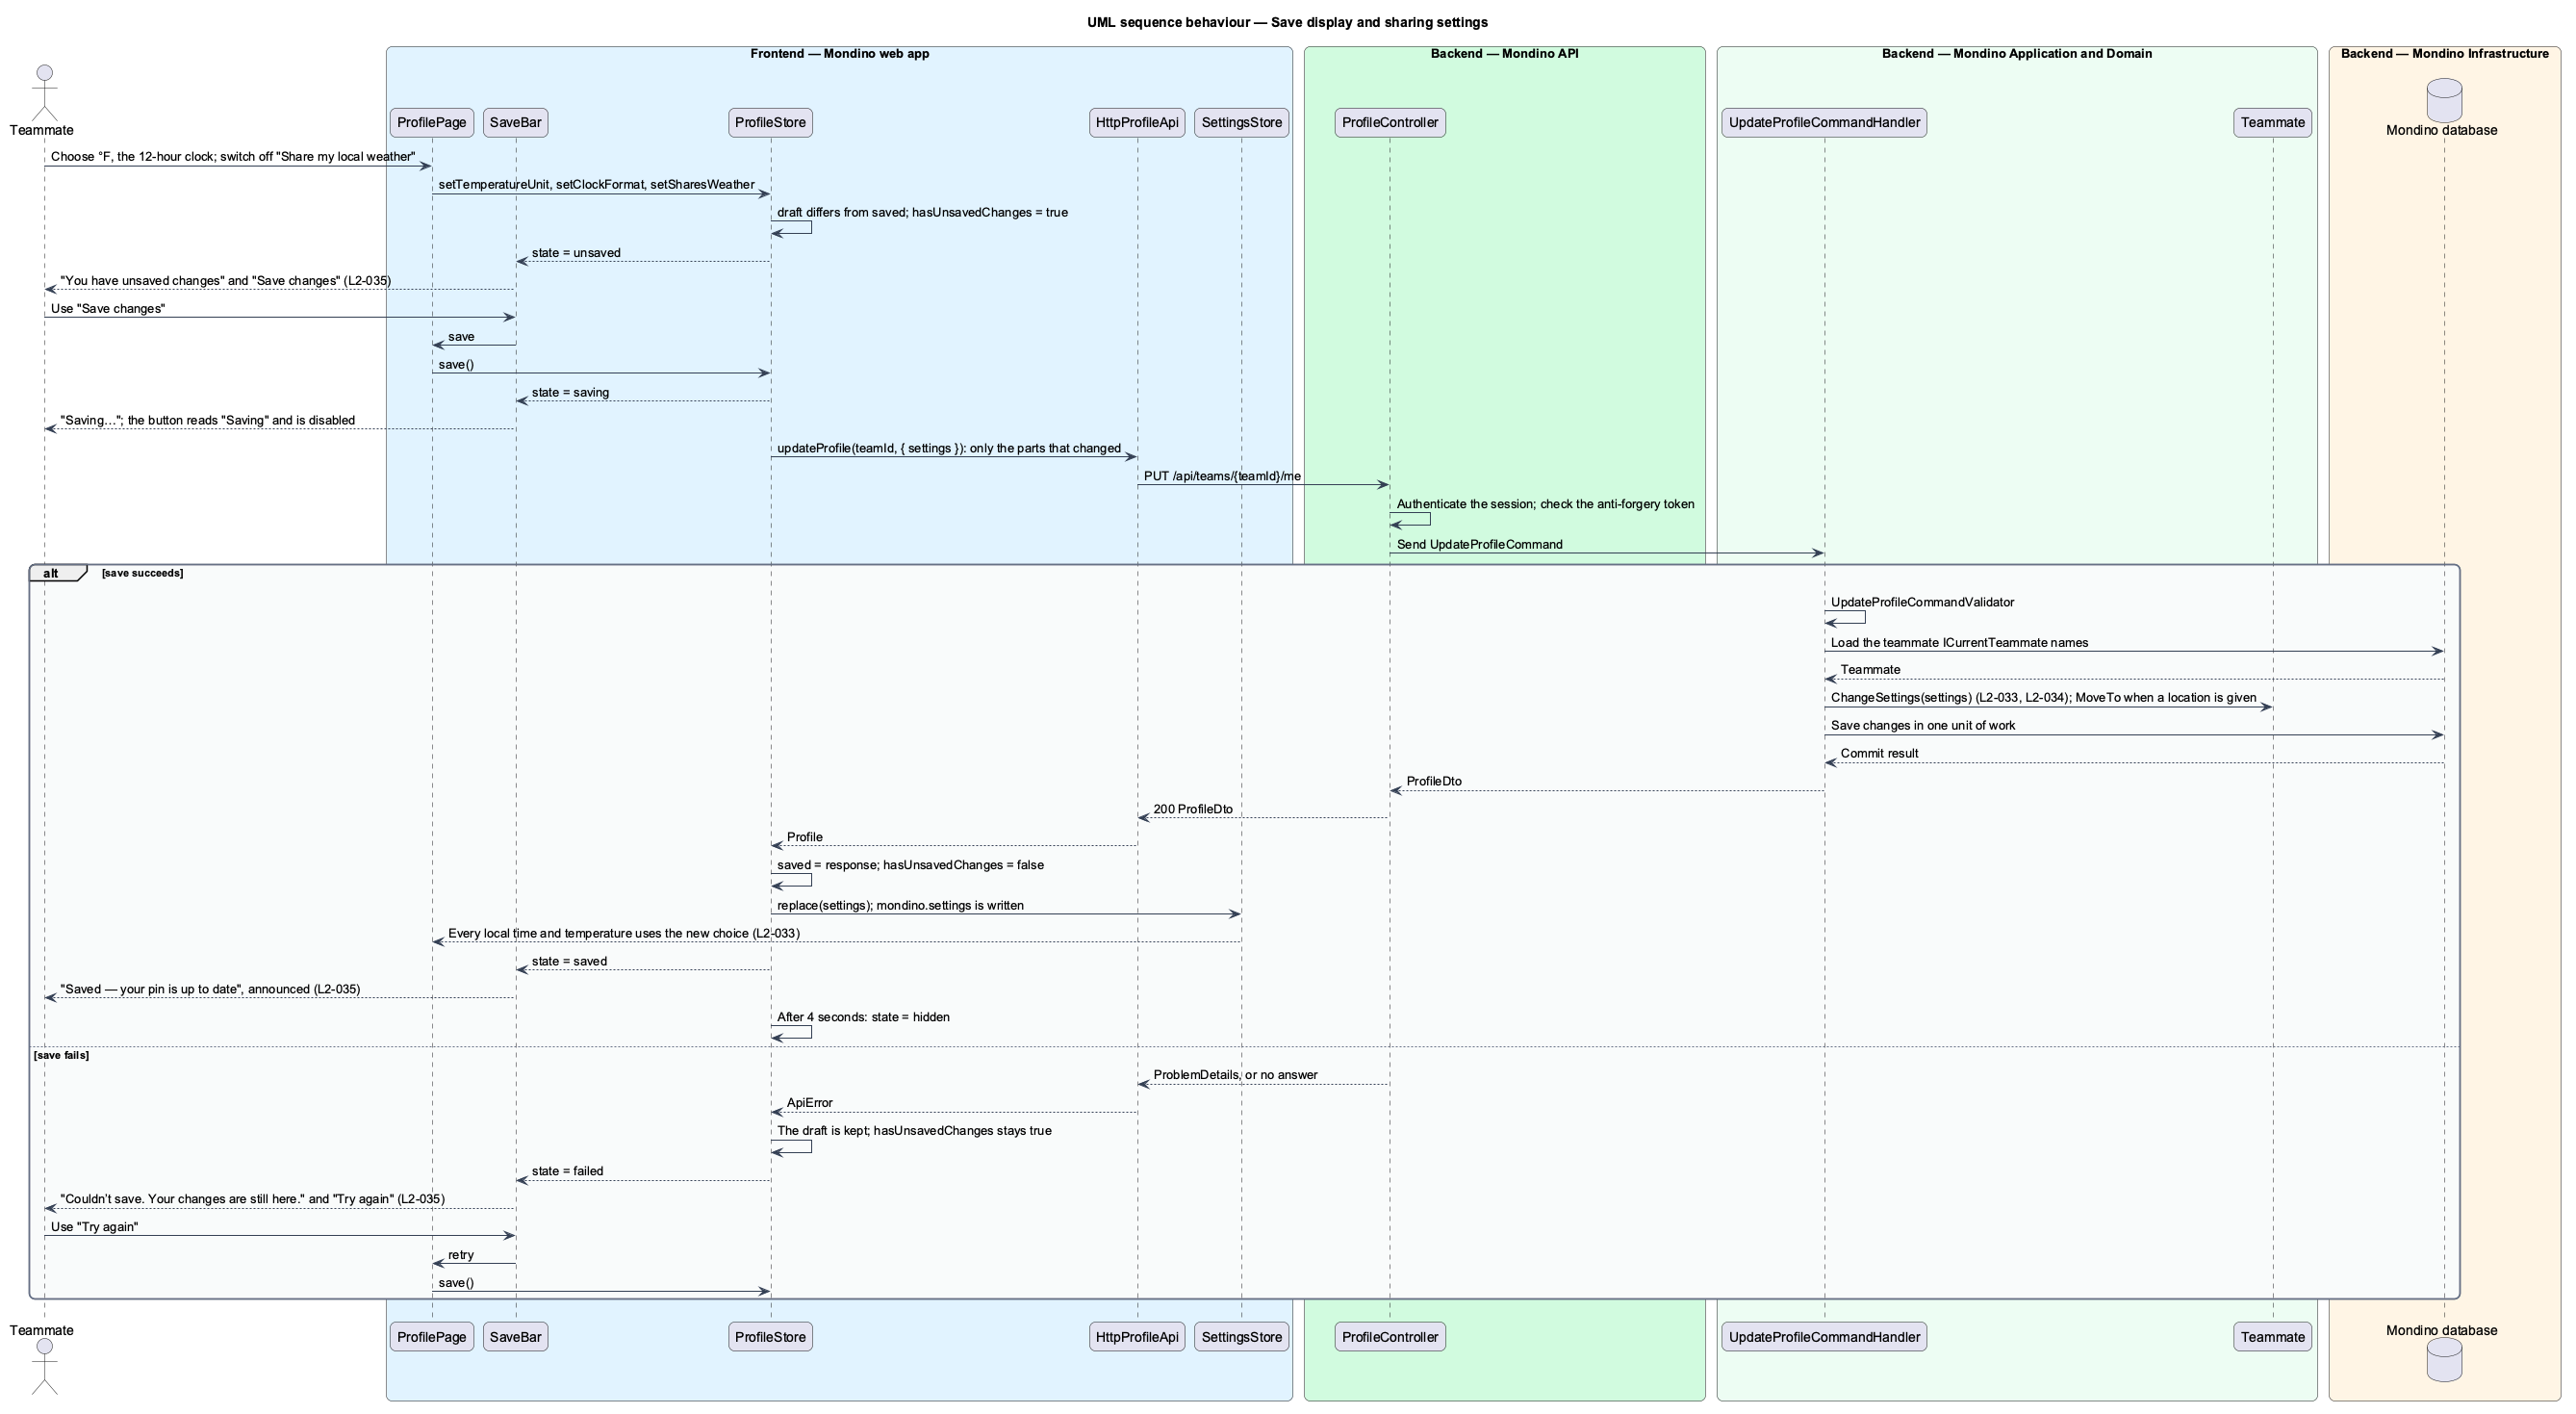 UML sequence behaviour — Save display and sharing settings
Frontend — Mondino web app
Backend — Mondino API
Backend — Mondino Application and Domain
Backend — Mondino Infrastructure
Teammate
ProfilePage
SaveBar
ProfileStore
HttpProfileApi
SettingsStore
ProfileController
UpdateProfileCommandHandler
Teammate
Mondino database
Choose °F, the 12-hour clock; switch off "Share my local weather"
setTemperatureUnit, setClockFormat, setSharesWeather
draft differs from saved; hasUnsavedChanges = true
state = unsaved
"You have unsaved changes" and "Save changes" (L2-035)
Use "Save changes"
save
save()
state = saving
"Saving…"; the button reads "Saving" and is disabled
updateProfile(teamId, { settings }): only the parts that changed
PUT /api/teams/{teamId}/me
Authenticate the session; check the anti-forgery token
Send UpdateProfileCommand
alt [save succeeds]
UpdateProfileCommandValidator
Load the teammate ICurrentTeammate names
Teammate
ChangeSettings(settings) (L2-033, L2-034); MoveTo when a location is given
Save changes in one unit of work
Commit result
ProfileDto
200 ProfileDto
Profile
saved = response; hasUnsavedChanges = false
replace(settings); mondino.settings is written
Every local time and temperature uses the new choice (L2-033)
state = saved
"Saved — your pin is up to date", announced (L2-035)
After 4 seconds: state = hidden
[save fails]
ProblemDetails, or no answer
ApiError
The draft is kept; hasUnsavedChanges stays true
state = failed
"Couldn't save. Your changes are still here." and "Try again" (L2-035)
Use "Try again"
retry
save()
Teammate
ProfilePage
SaveBar
ProfileStore
HttpProfileApi
SettingsStore
ProfileController
UpdateProfileCommandHandler
Teammate
Mondino database